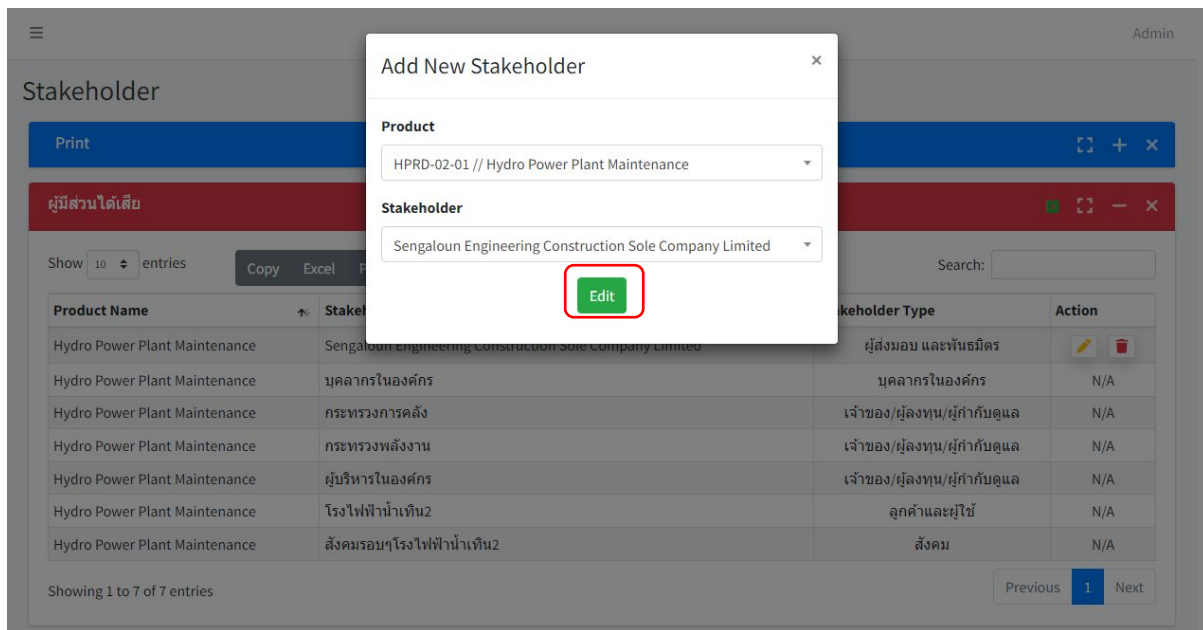 Admin
Stakeholder
Add New Stakeholder ×
Product
HPRD-02-01 // Hydro Power Plant Maintenance
Stakeholder
Sengaloun Engineering Construction Sole Company Limited
Edit
Print
ผู้มีส่วนได้เสีย
Show 10 entries Copy Excel P Search:
Product Name Stakeh keholder Type Action
Hydro Power Plant Maintenance Sengaloun Engineering Construction Sole Company Limited ผู้ส่งมอบ และพันธมิตร
Hydro Power Plant Maintenance บุคลากรในองค์กร บุคลากรในองค์กร N/A
Hydro Power Plant Maintenance กระทรวงการคลัง เจ้าของ/ผู้ลงทุน/ผู้กำกับดูแล N/A
Hydro Power Plant Maintenance กระทรวงพลังงาน เจ้าของ/ผู้ลงทุน/ผู้กำกับดูแล N/A
Hydro Power Plant Maintenance ผู้บริหารในองค์กร เจ้าของ/ผู้ลงทุน/ผู้กำกับดูแล N/A
Hydro Power Plant Maintenance โรงไฟฟ้าน้ำเทิน2 ลูกค้าและผู้ใช้ N/A
Hydro Power Plant Maintenance สังคมรอบๆโรงไฟฟ้าน้ำเทิน2 สังคม N/A
Showing 1 to 7 of 7 entries Previous 1 Next